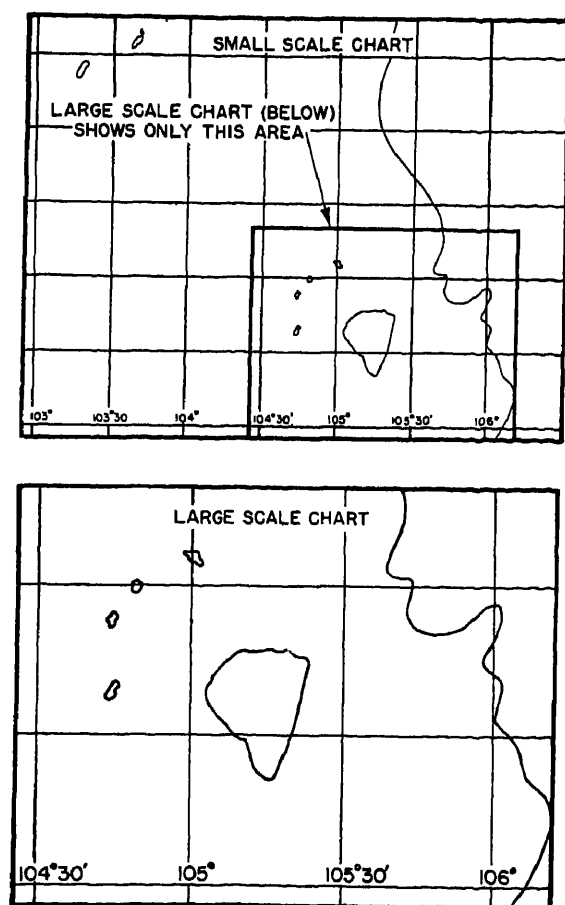 SMALL SCALE CHART
LARGE SCALE CHART (BELOW)
SHOWS ONLY THIS AREA
103° 103°30 104° 104°30' 105° 105°30' 106°
LARGE SCALE CHART
104°30' 105° 105°30' 106°